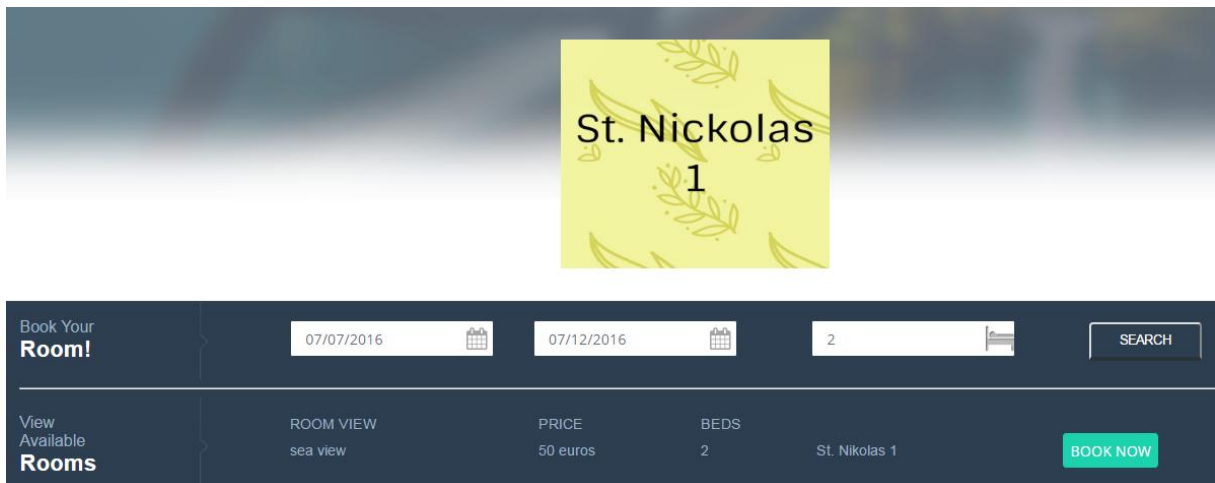 St. Nickolas
1
Book Your
Room!
07/07/2016
07/12/2016
2
SEARCH
View
Available
Rooms
ROOM VIEW
PRICE
BEDS
sea view
50 euros
2
St. Nikolas 1
BOOK NOW